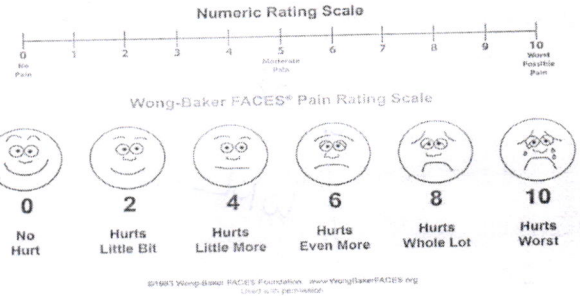 Numeric Rating Scale
0 1 2 3 4 5 6 7 8 9 10
No Pain Moderate Pain Worst Possible Pain
Wong-Baker FACES® Pain Rating Scale
0 2 4 6 8 10
No Hurts Hurts Hurts Hurts Hurts
Hurt Little Bit Little More Even More Whole Lot Worst
©1983 Wong-Baker FACES Foundation. www.WongBakerFACES.org
Used with permission